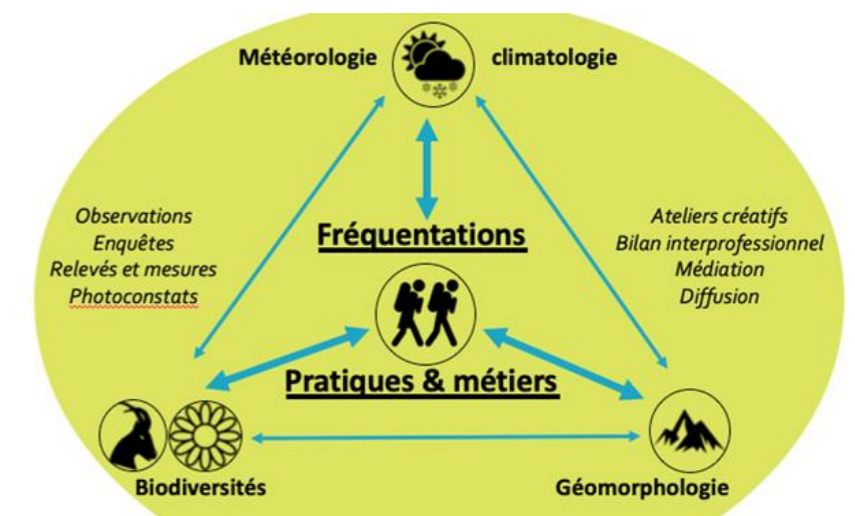 Météorologie climatologie
Observations
Enquêtes
Relevés et mesures
Photoconstats
Fréquentations
Ateliers créatifs
Bilan interprofessionnel
Médiation
Diffusion
Pratiques & métiers
Biodiversités
Géomorphologie